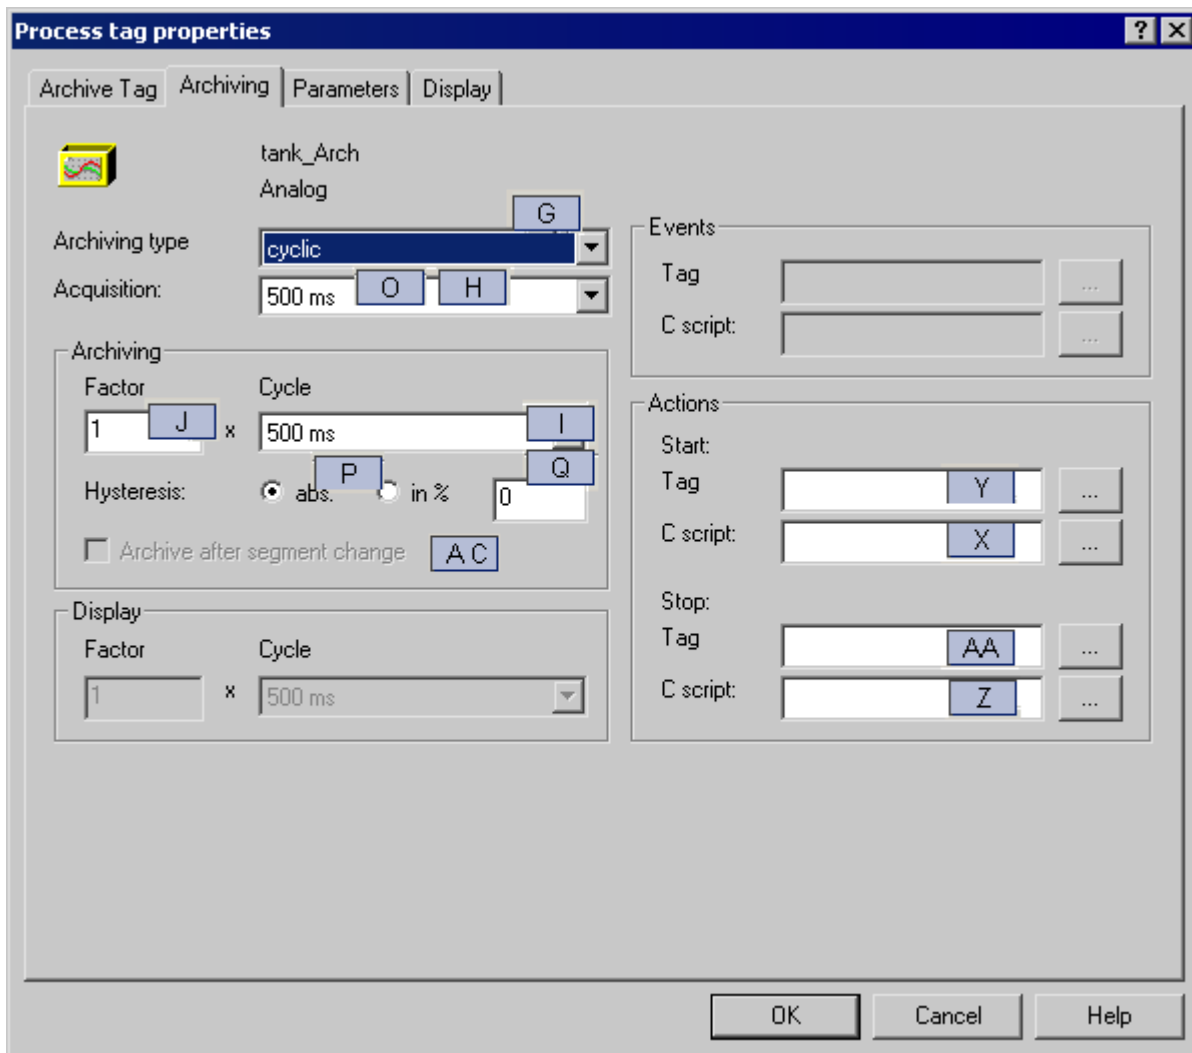 Process tag properties ? X
Archive Tag Archiving Parameters Display
tank_Arch
Analog
G
Archiving type cyclic
Acquisition: 500 ms O H
Archiving
Factor Cycle
1 J x 500 ms I
Hysteresis: abs. P in % 0 Q
Archive after segment change A C
Display
Factor Cycle
1 x 500 ms
Events
Tag ...
C script: ...
Actions
Start:
Tag Y ...
C script: X ...
Stop:
Tag AA ...
C script: Z ...
OK Cancel Help